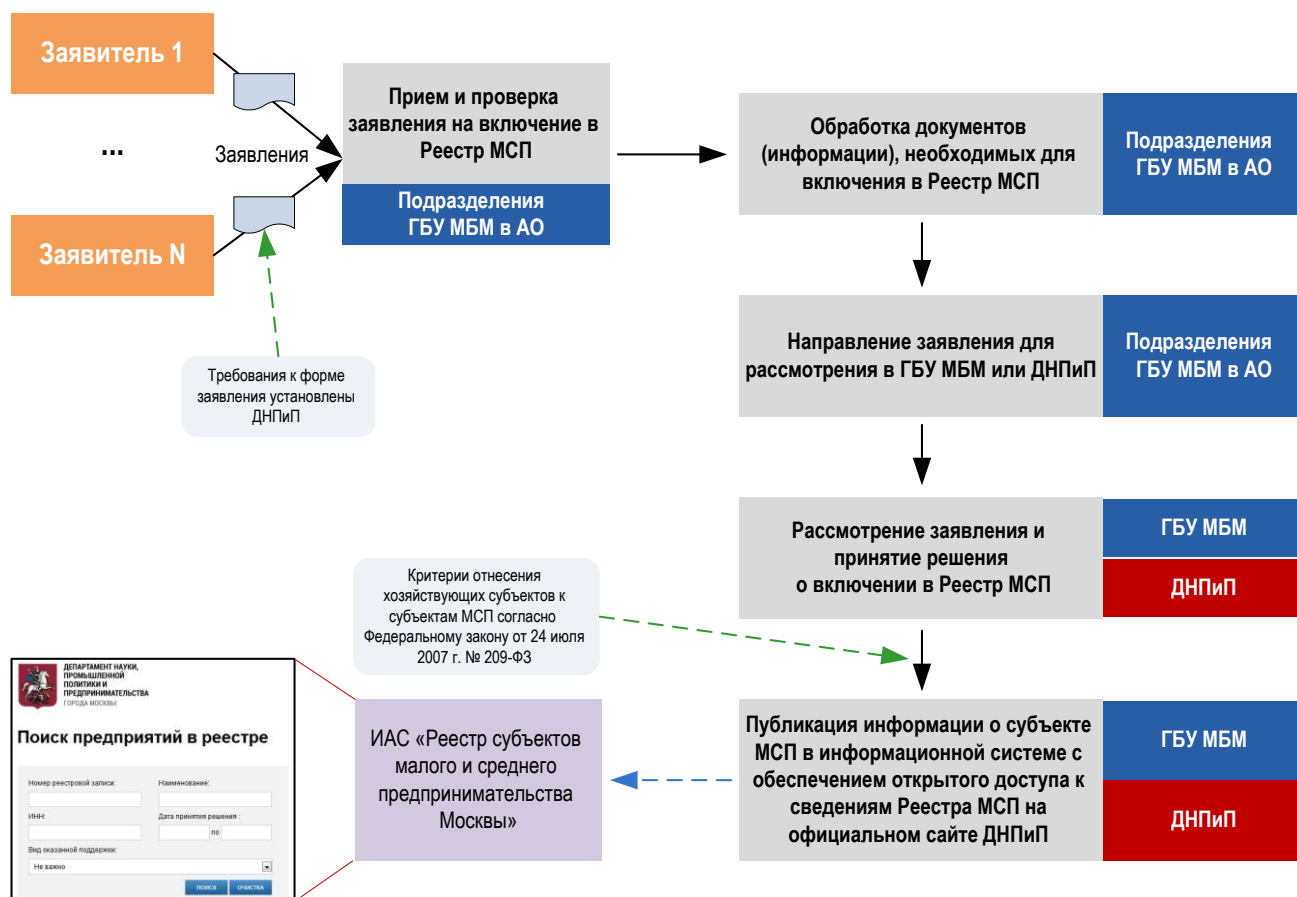 Заявитель 1
...
Заявления
Заявитель N
Требования к форме
заявления установлены
ДНПиП
Прием и проверка
заявления на включение в
Реестр МСП
Подразделения
ГБУ МБМ в АО
Обработка документов
(информации), необходимых для
включения в Реестр МСП
Подразделения
ГБУ МБМ в АО
Направление заявления для
рассмотрения в ГБУ МБМ или ДНПиП
Подразделения
ГБУ МБМ в АО
Рассмотрение заявления и
принятие решения
о включении в Реестр МСП
ГБУ МБМ
ДНПиП
Критерии отнесения
хозяйствующих субъектов к
субъектам МСП согласно
Федеральному закону от 24 июля
2007 г. № 209-ФЗ
Публикация информации о субъекте
МСП в информационной системе с
обеспечением открытого доступа к
сведениям Реестра МСП на
официальном сайте ДНПиП
ГБУ МБМ
ДНПиП
ИАС «Реестр субъектов
малого и среднего
предпринимательства
Москвы»
ДЕПАРТАМЕНТ НАУКИ,
ПРОМЫШЛЕННОЙ
ПОЛИТИКИ И
ПРЕДПРИНИМАТЕЛЬСТВА
ГОРОДА МОСКВЫ
Поиск предприятий в реестре
Номер реестровой записи:
Наименование:
ИНН:
Дата принятия решения :
по
Вид оказанной поддержки:
Не важно
ПОИСК
ОЧИСТКА